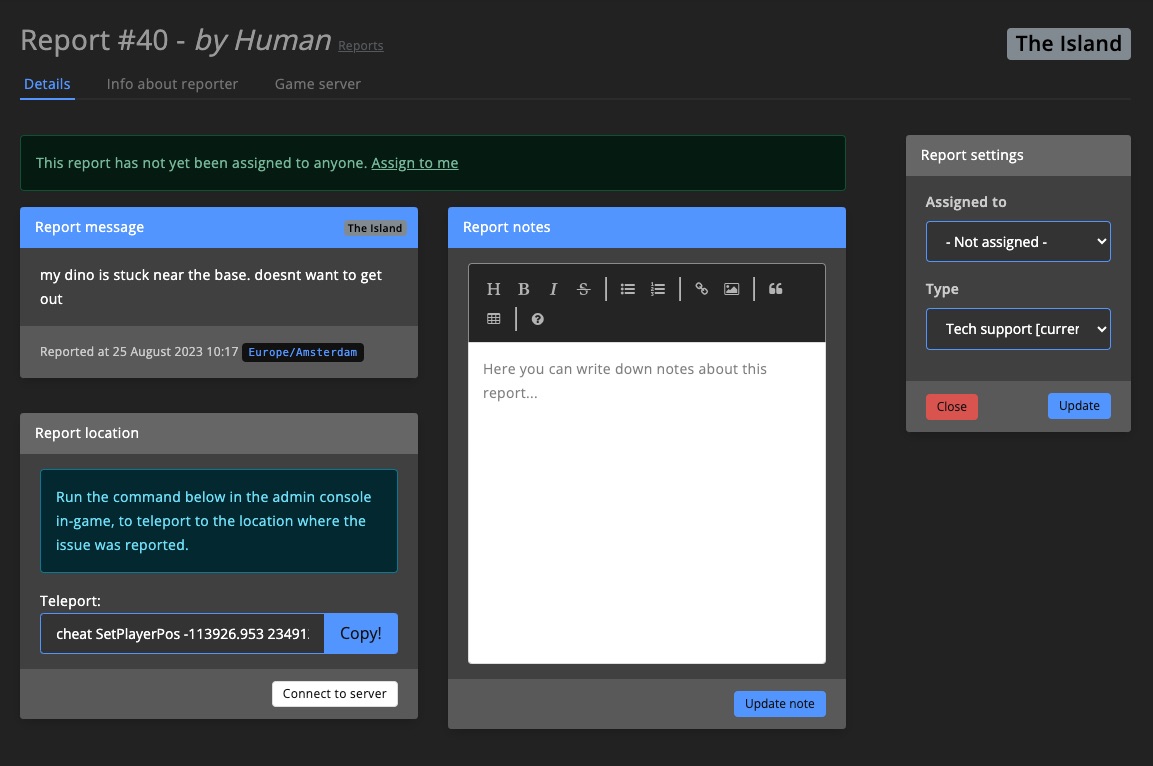 Report #40 - by Human Reports
The Island
Details Info about reporter Game server
This report has not yet been assigned to anyone. Assign to me
Report message The Island
my dino is stuck near the base. doesnt want to get
out
Reported at 25 August 2023 10:17 Europe/Amsterdam
Report location
Run the command below in the admin console
in-game, to teleport to the location where the
issue was reported.
Teleport:
cheat SetPlayerPos -113926.953 23491 Copy!
Connect to server
Report notes
H B I S
Here you can write down notes about this
report...
Update note
Report settings
Assigned to
- Not assigned -
Type
Tech support [curren
Close Update